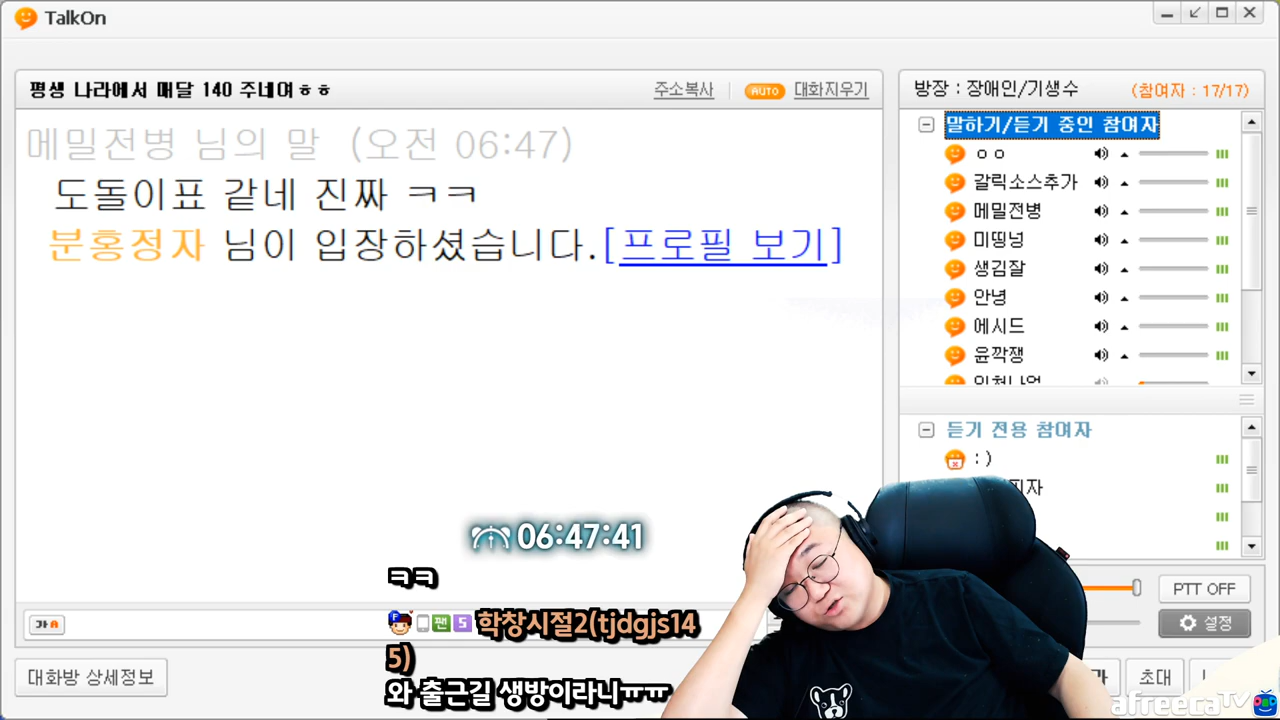 TalkOn
평생 나라에서 매달 140 주네여ㅎㅎ
주소복사
AUTO
대화지우기
메밀전병 님의 말 (오전 06:47)
도돌이표 같네 진짜 ㅋㅋ
분홍정자 님이 입장하셨습니다.[프로필 보기]
방장 : 장애인/기생수
(참여자 : 17/17)
말하기/듣기 중인 참여자
ㅇㅇ
갈릭소스추가
메밀전병
미띵넝
생김잘
안녕
에시드
윤깍쟁
듣기 전용 참여자
: )
피자
06:47:41
ㅋㅋ
가
F 팬 5 학창시절2(tjdgjs14
5)
와 출근길 생방이라니ㅠㅠ
대화방 상세정보
PTT OFF
설정
초대
afreecaTV